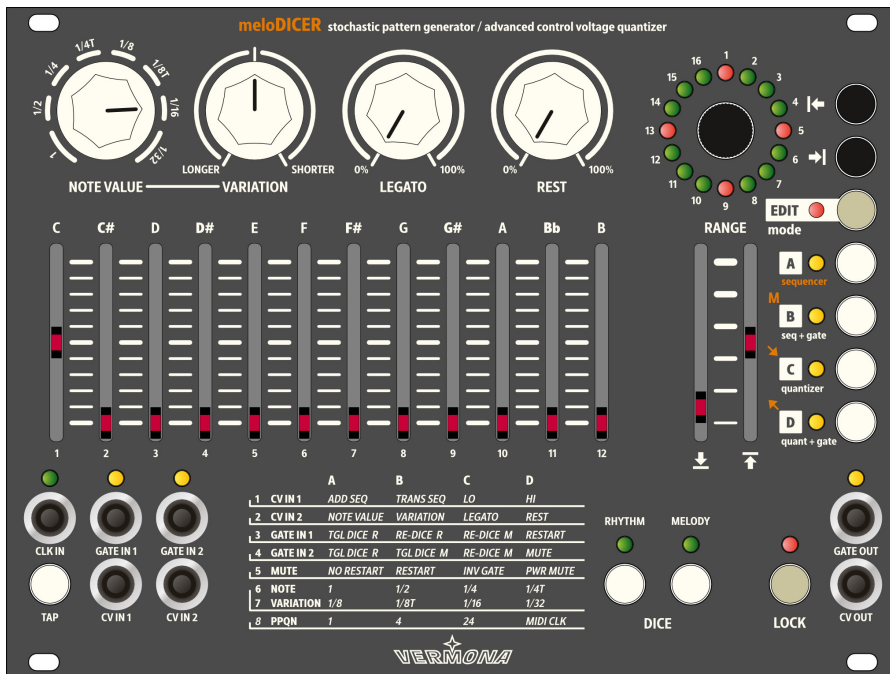 meloDICER stochastic pattern generator / advanced control voltage quantizer
1/4T 1/8
1/4 1/8T
1/2 1/16
1 1/32
NOTE VALUE
LONGER SHORTER
VARIATION
0% 100%
LEGATO
0% 100%
REST
1
16 2
15 3
14 4
13 5
12 6
11 7
10 8
9
EDIT
mode
RANGE
C C# D D# E F F# G G# A Bb B
1 2 3 4 5 6 7 8 9 10 11 12
A
sequencer
M
B
seq + gate
C
quantizer
D
quant + gate
CLK IN GATE IN 1 GATE IN 2
TAP CV IN 1 CV IN 2
A B C D
1 CV IN 1 ADD SEQ TRANS SEQ LO HI
2 CV IN 2 NOTE VALUE VARIATION LEGATO REST
3 GATE IN 1 TGL DICE R RE-DICE R RE-DICE M RESTART
4 GATE IN 2 TGL DICE R TGL DICE M RE-DICE M MUTE
5 MUTE NO RESTART RESTART INV GATE PWR MUTE
6 NOTE 1 1/2 1/4 1/4T
7 VARIATION 1/8 1/8T 1/16 1/32
8 PPQN 1 4 24 MIDI CLK
VERMONA
RHYTHM MELODY
DICE
LOCK
GATE OUT
CV OUT